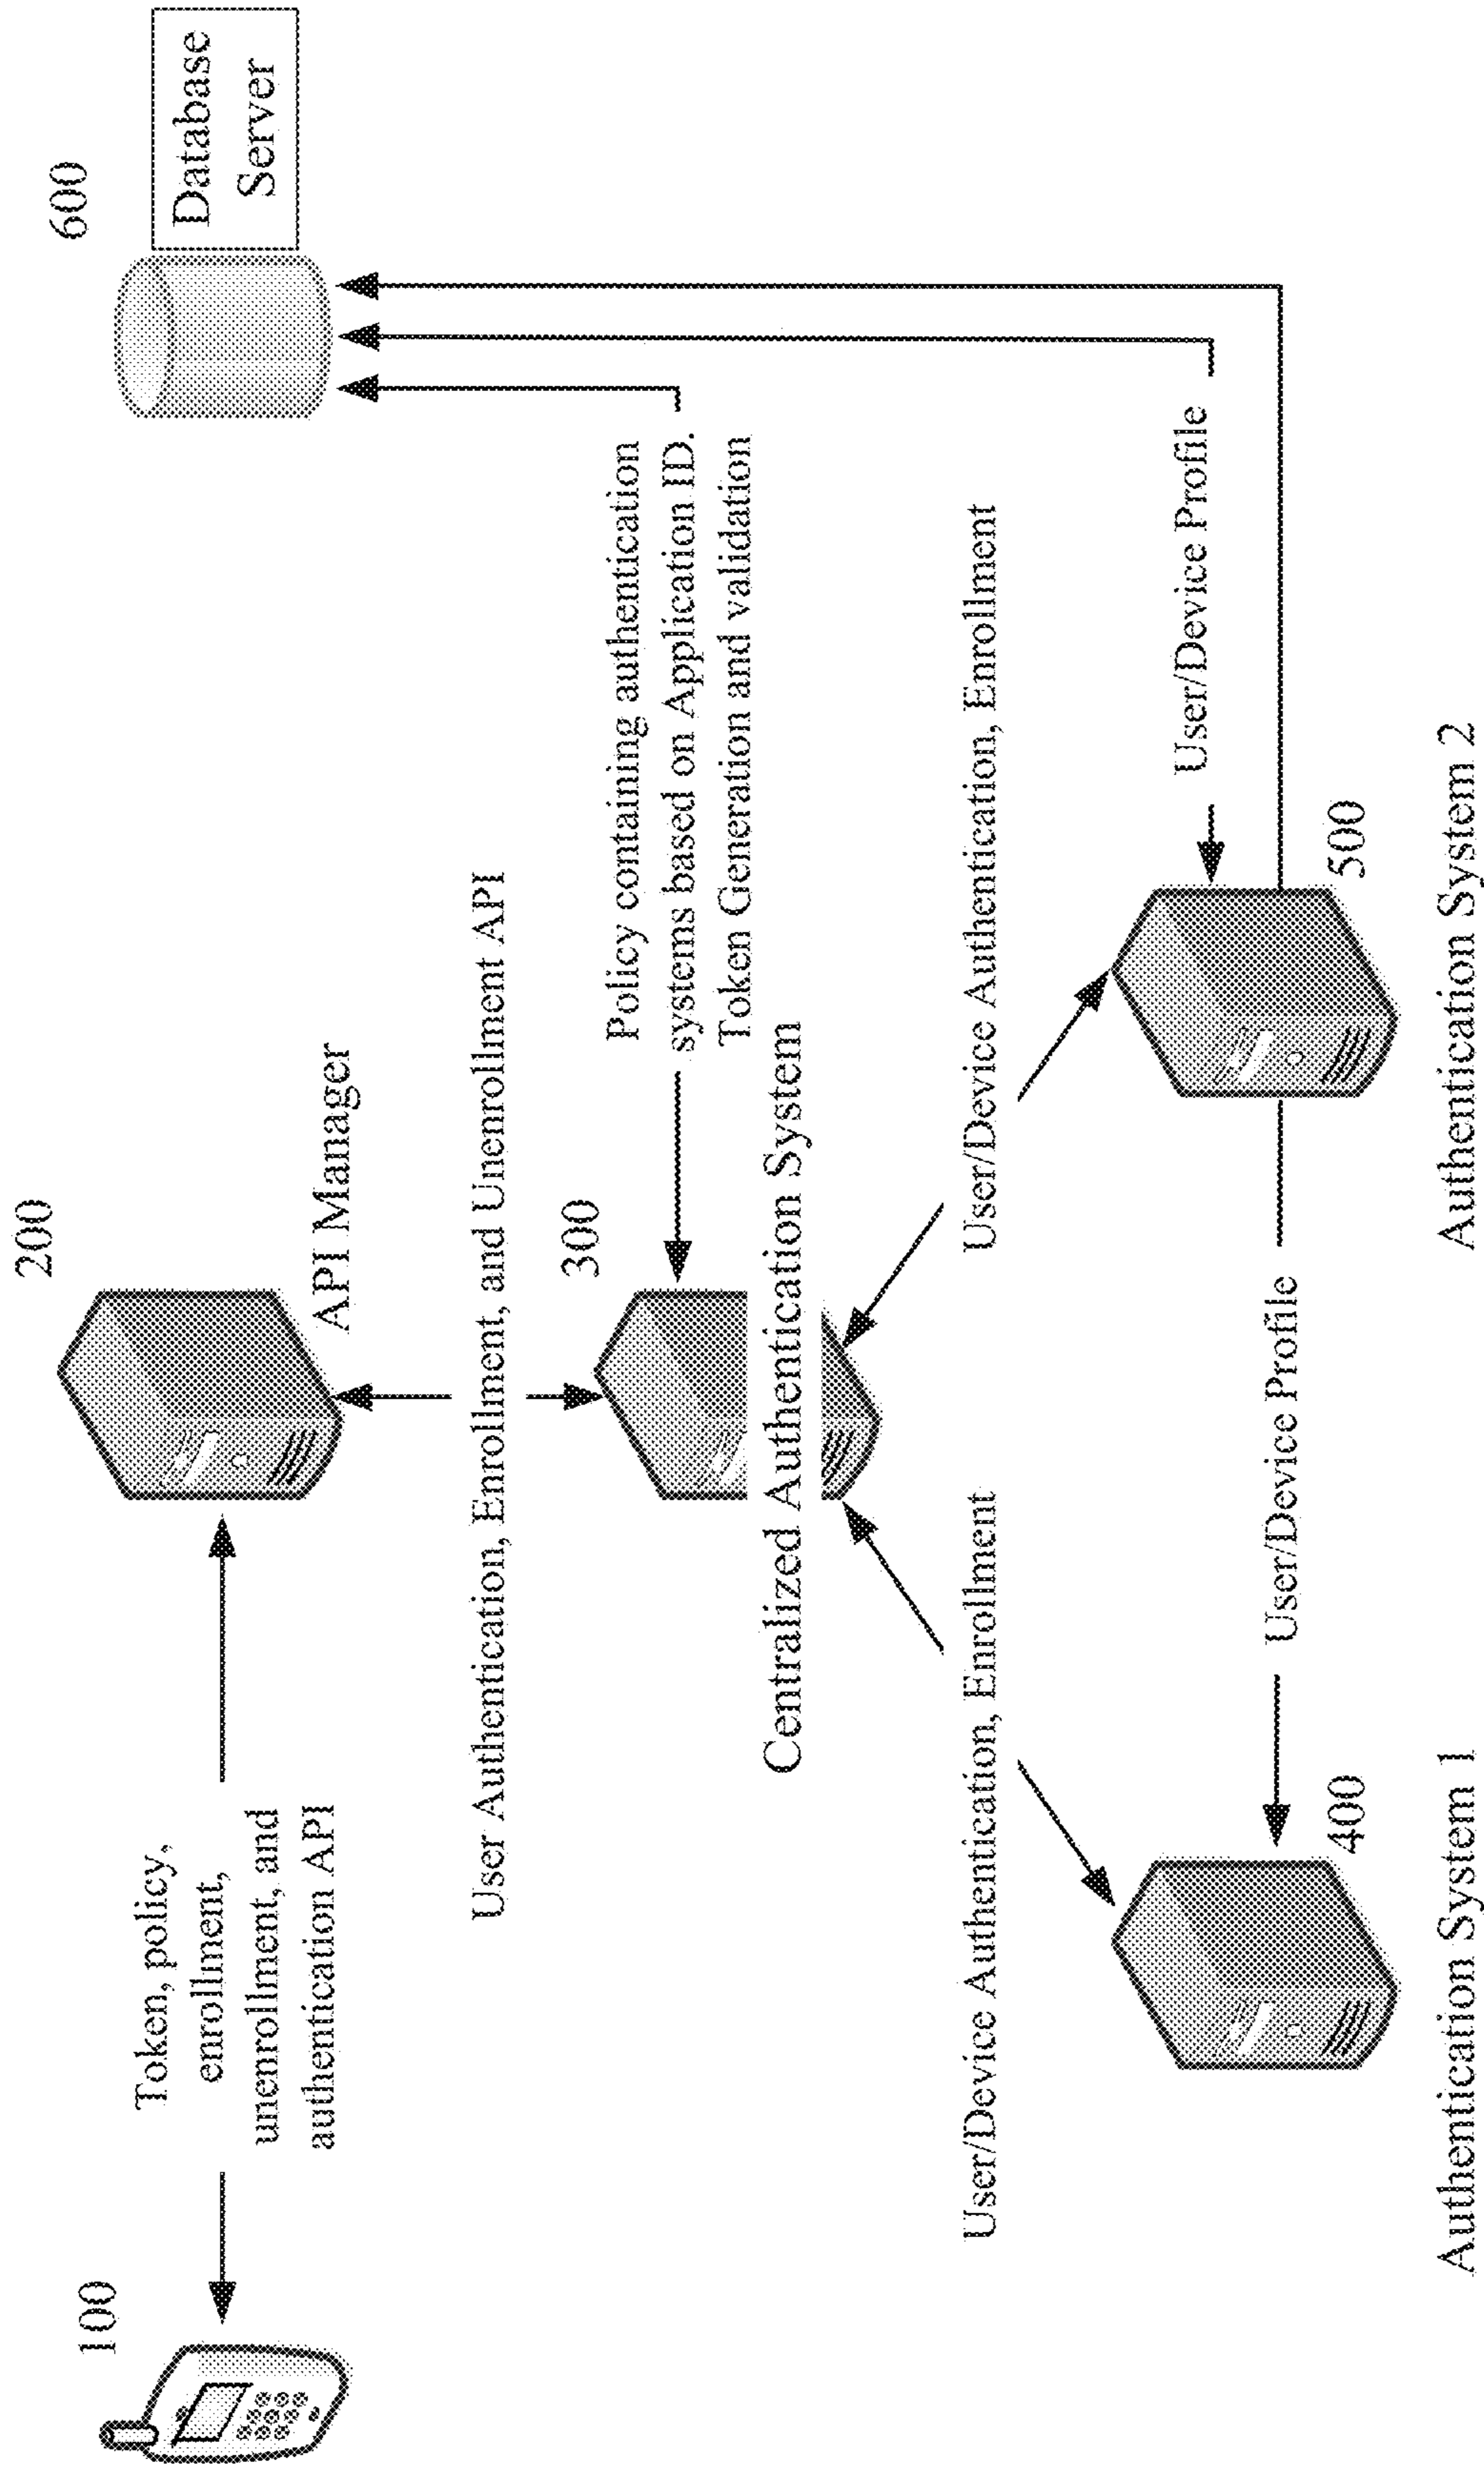 100
Token, policy,
enrollment,
unenrollment, and
authentication API
200
API Manager
600
Database
Server
User Authentication, Enrollment, and Unenrollment API
300
Centralized Authentication System
Policy containing authentication
systems based on Application ID.
Token Generation and validation
User/Device Authentication, Enrollment
User/Device Authentication, Enrollment
User/Device Profile
User/Device Profile
400
Authentication System 1
500
Authentication System 2